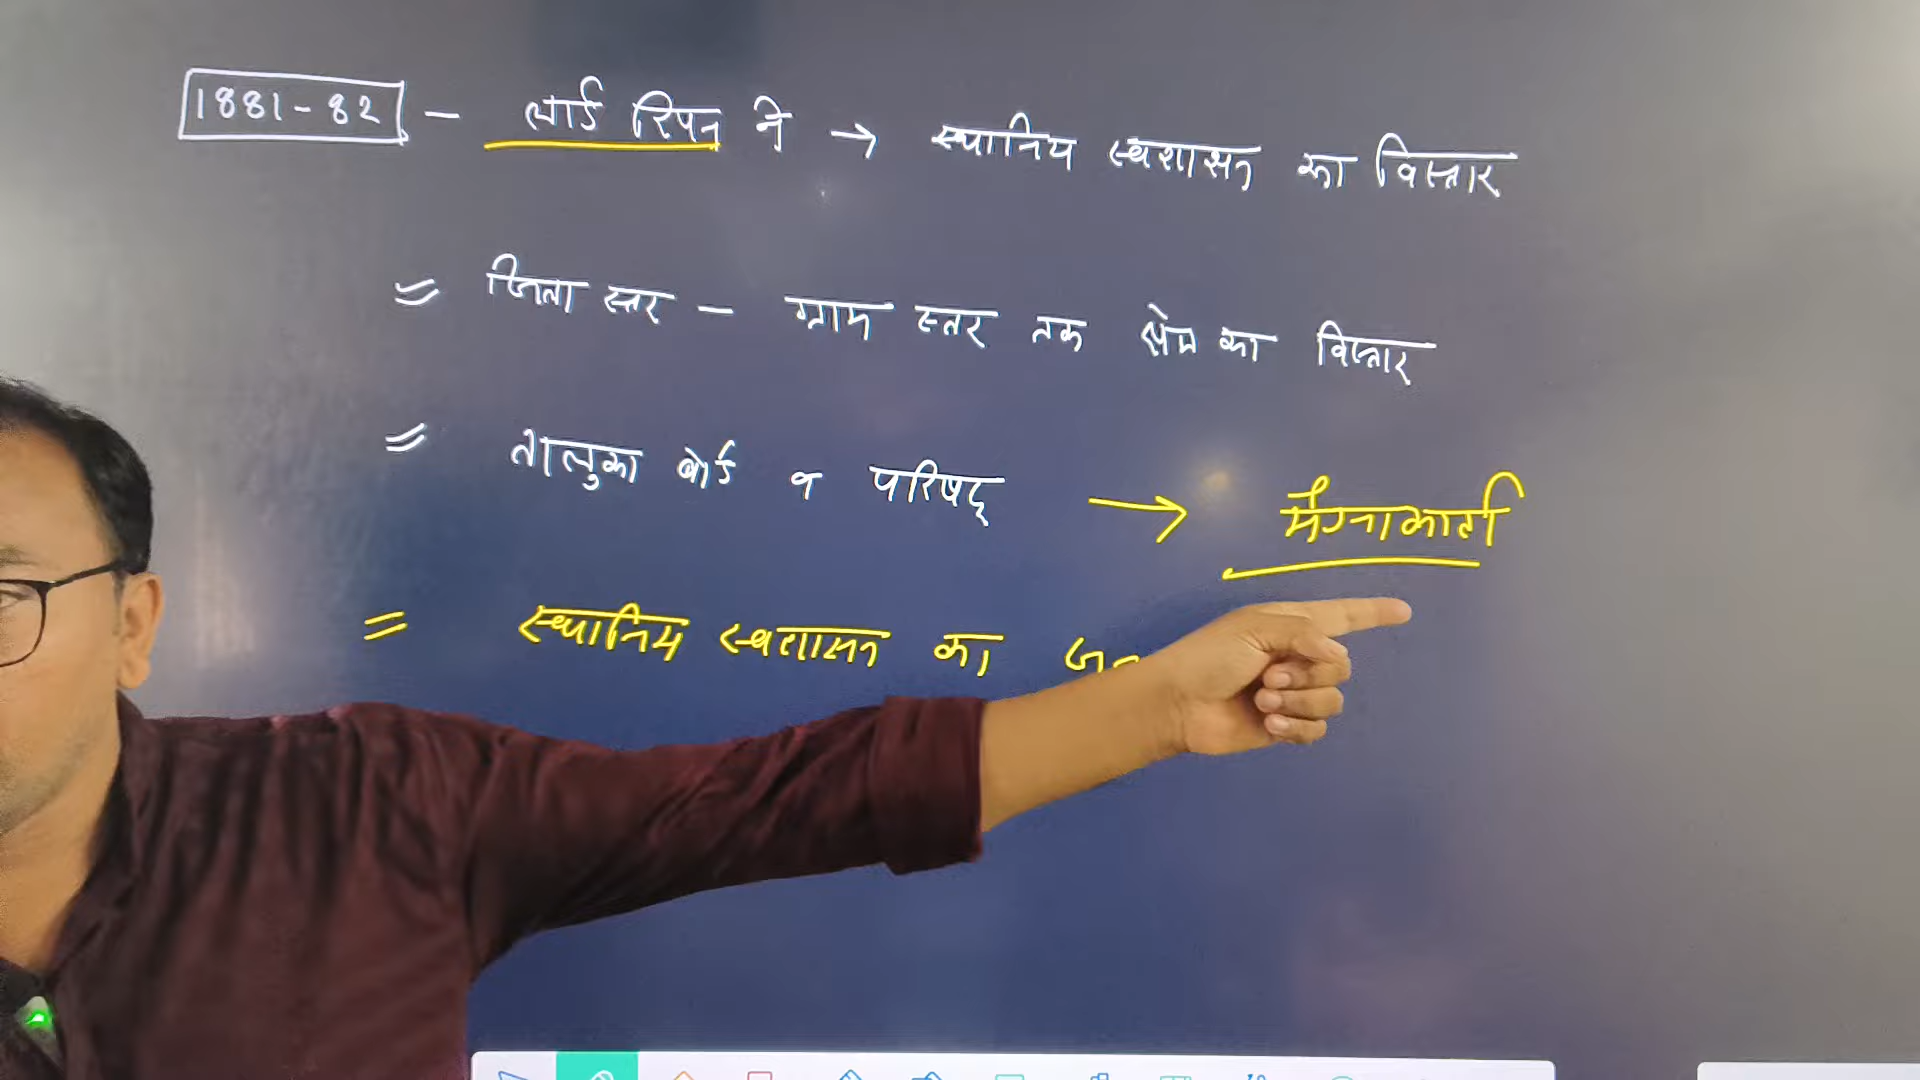 1881-82 - लार्ड रिपन ने → स्थानिय स्वशासन का विस्तार
= जिला स्तर - ग्राम स्तर तक क्षेत्र का विस्तार
= तालुका बोर्ड व परिषद् → मैग्नाकार्टा
= स्थानिय स्वशासन का